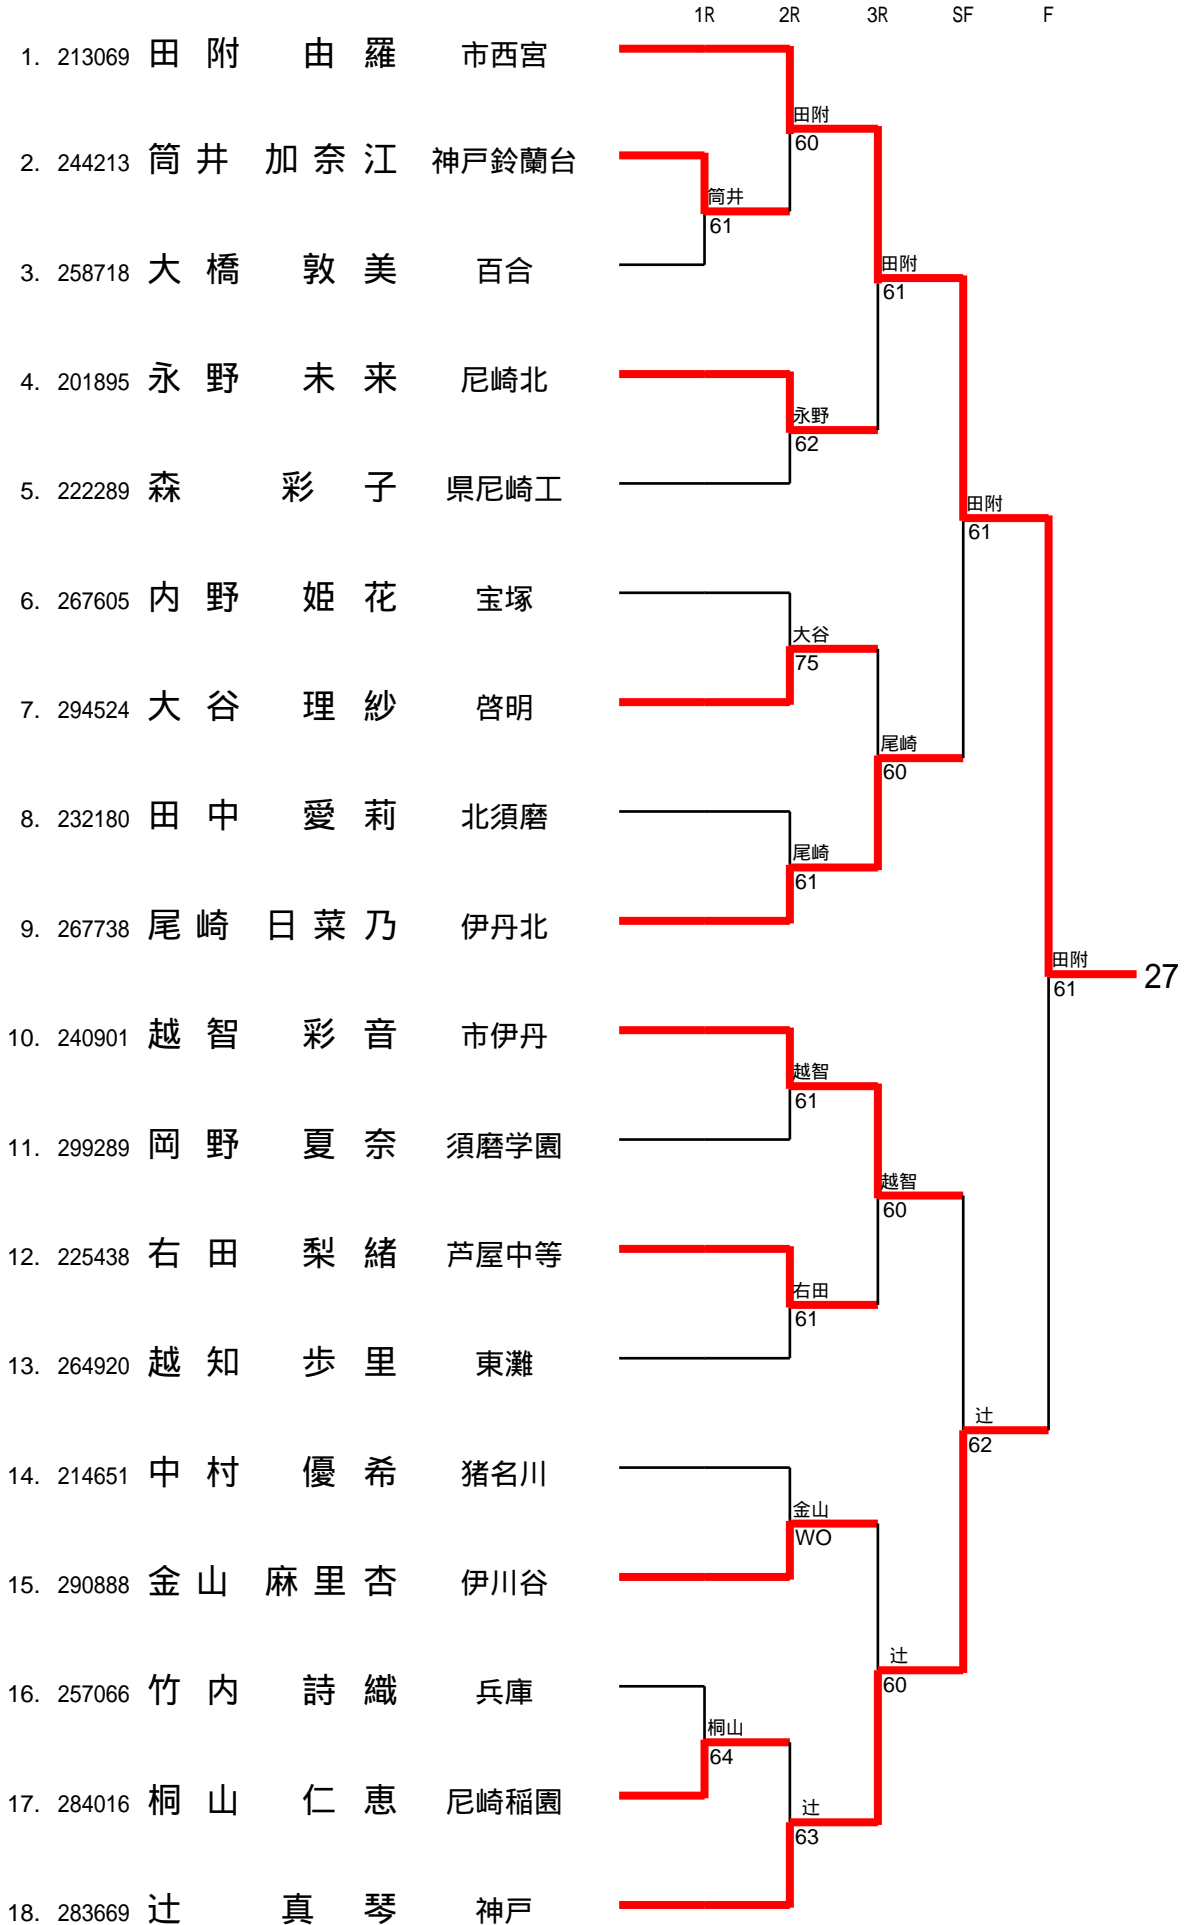 1R 2R 3R SF F
1. 213069 田附 由羅 市西宮
田附
60
2. 244213 筒井 加奈江 神戸鈴蘭台
筒井
61
3. 258718 大橋 敦美 百合
田附
61
4. 201895 永野 未来 尼崎北
永野
62
5. 222289 森 彩子 県尼崎工
田附
61
6. 267605 内野 姫花 宝塚
大谷
75
7. 294524 大谷 理紗 啓明
尾崎
60
8. 232180 田中 愛莉 北須磨
尾崎
61
9. 267738 尾崎 日菜乃 伊丹北
田附
61
27
10. 240901 越智 彩音 市伊丹
越智
61
11. 299289 岡野 夏奈 須磨学園
越智
60
12. 225438 右田 梨緒 芦屋中等
右田
61
13. 264920 越知 歩里 東灘
辻
62
14. 214651 中村 優希 猪名川
金山
WO
15. 290888 金山 麻里杏 伊川谷
辻
60
16. 257066 竹内 詩織 兵庫
桐山
64
17. 284016 桐山 仁恵 尼崎稲園
辻
63
18. 283669 辻 真琴 神戸